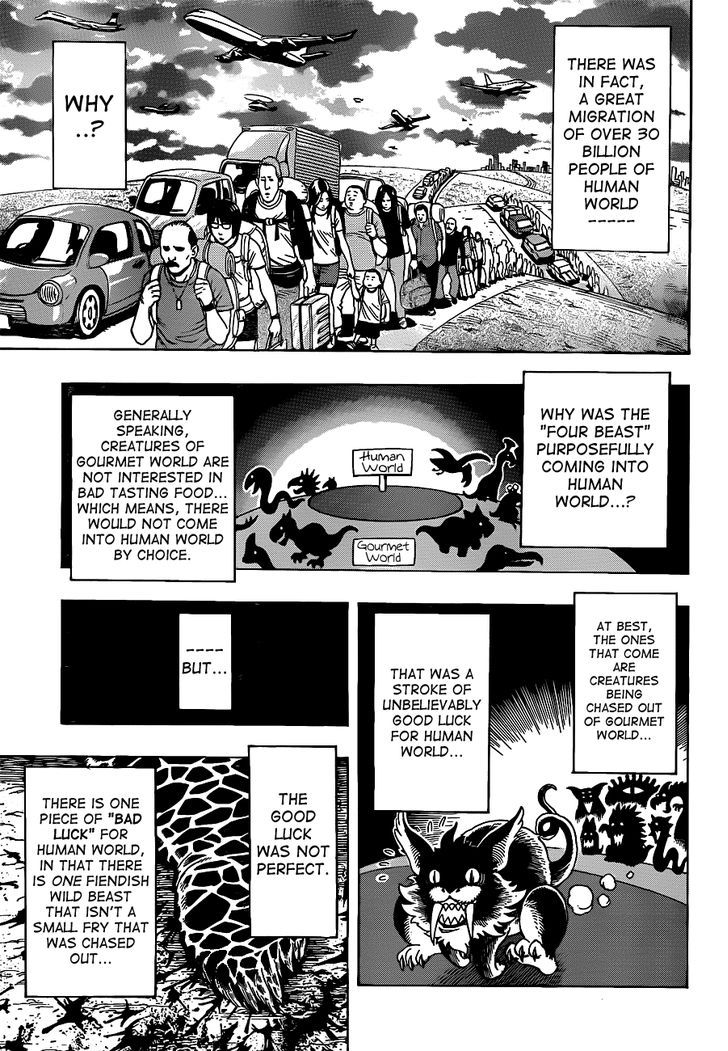 THERE WAS
IN FACT,
A GREAT
MIGRATION
OF OVER 30
BILLION
PEOPLE OF
HUMAN
WORLD
-----
WHY
..?
WHY WAS THE
"FOUR BEAST"
PURPOSEFULLY
COMING INTO
HUMAN
WORLD...?
Human
World
Gourmet
World
GENERALLY
SPEAKING,
CREATURES OF
GOURMET WORLD ARE
NOT INTERESTED IN
BAD TASTING FOOD...
WHICH MEANS, THERE
WOULD NOT COME
INTO HUMAN WORLD
BY CHOICE.
AT BEST,
THE ONES
THAT COME
ARE
CREATURES
BEING
CHASED OUT
OF GOURMET
WORLD...
THAT WAS A
STROKE OF
UNBELIEVABLY
GOOD LUCK
FOR HUMAN
WORLD...
----
BUT...
THE
GOOD
LUCK
WAS NOT
PERFECT.
THERE IS ONE
PIECE OF "BAD
LUCK" FOR
HUMAN WORLD,
IN THAT THERE
IS ONE FIENDISH
WILD BEAST
THAT ISN'T A
SMALL FRY THAT
WAS CHASED
OUT...